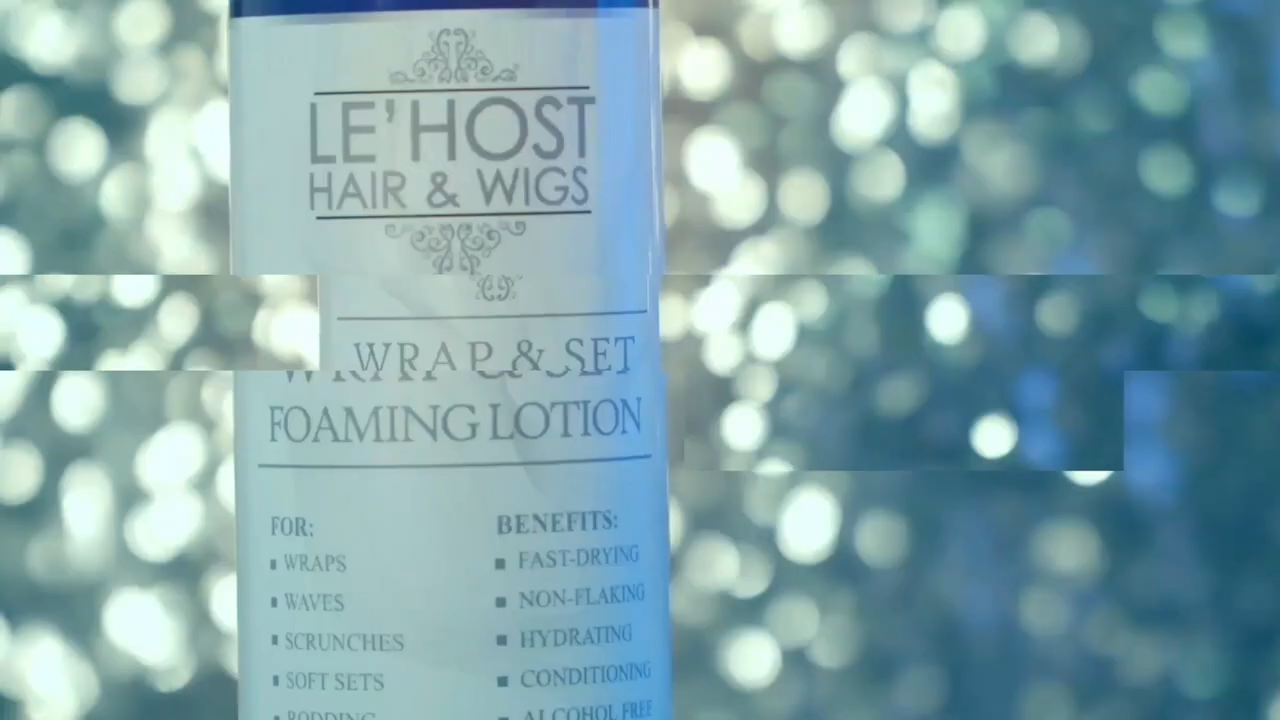 LE'HOST
HAIR & WIGS
WRAP & SET
FOAMING LOTION
FOR:
▪ WRAPS
▪ WAVES
▪ SCRUNCHES
▪ SOFT SETS
▪ RODDING
BENEFITS:
▪ FAST-DRYING
▪ NON-FLAKING
▪ HYDRATING
▪ CONDITIONING
▪ ALCOHOL FREE